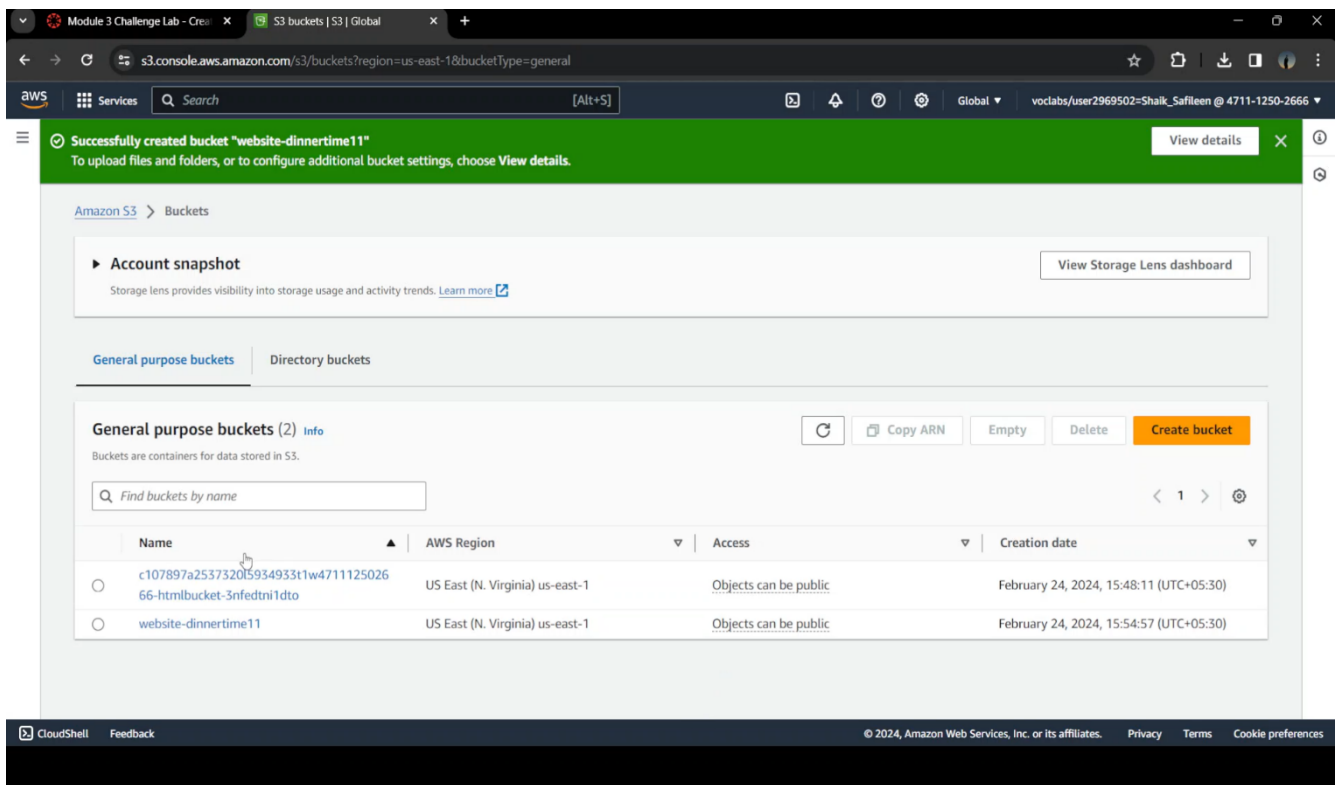 Module 3 Challenge Lab - Crea
S3 buckets | S3 | Global
s3.console.aws.amazon.com/s3/buckets?region=us-east-1&bucketType=general
aws Services Search [Alt+S] Global voclabs/user2969502=Shaik_Safileen @ 4711-1250-2666
Successfully created bucket "website-dinnertime11"
To upload files and folders, or to configure additional bucket settings, choose View details.
View details
Amazon S3 > Buckets
Account snapshot
Storage lens provides visibility into storage usage and activity trends. Learn more
View Storage Lens dashboard
General purpose buckets Directory buckets
General purpose buckets (2) Info
Buckets are containers for data stored in S3.
Copy ARN Empty Delete Create bucket
Find buckets by name
1
Name AWS Region Access Creation date
c107897a2537320l5934933t1w4711125026
66-htmlbucket-3nfedtni1dto
US East (N. Virginia) us-east-1 Objects can be public February 24, 2024, 15:48:11 (UTC+05:30)
website-dinnertime11 US East (N. Virginia) us-east-1 Objects can be public February 24, 2024, 15:54:57 (UTC+05:30)
CloudShell Feedback © 2024, Amazon Web Services, Inc. or its affiliates. Privacy Terms Cookie preferences